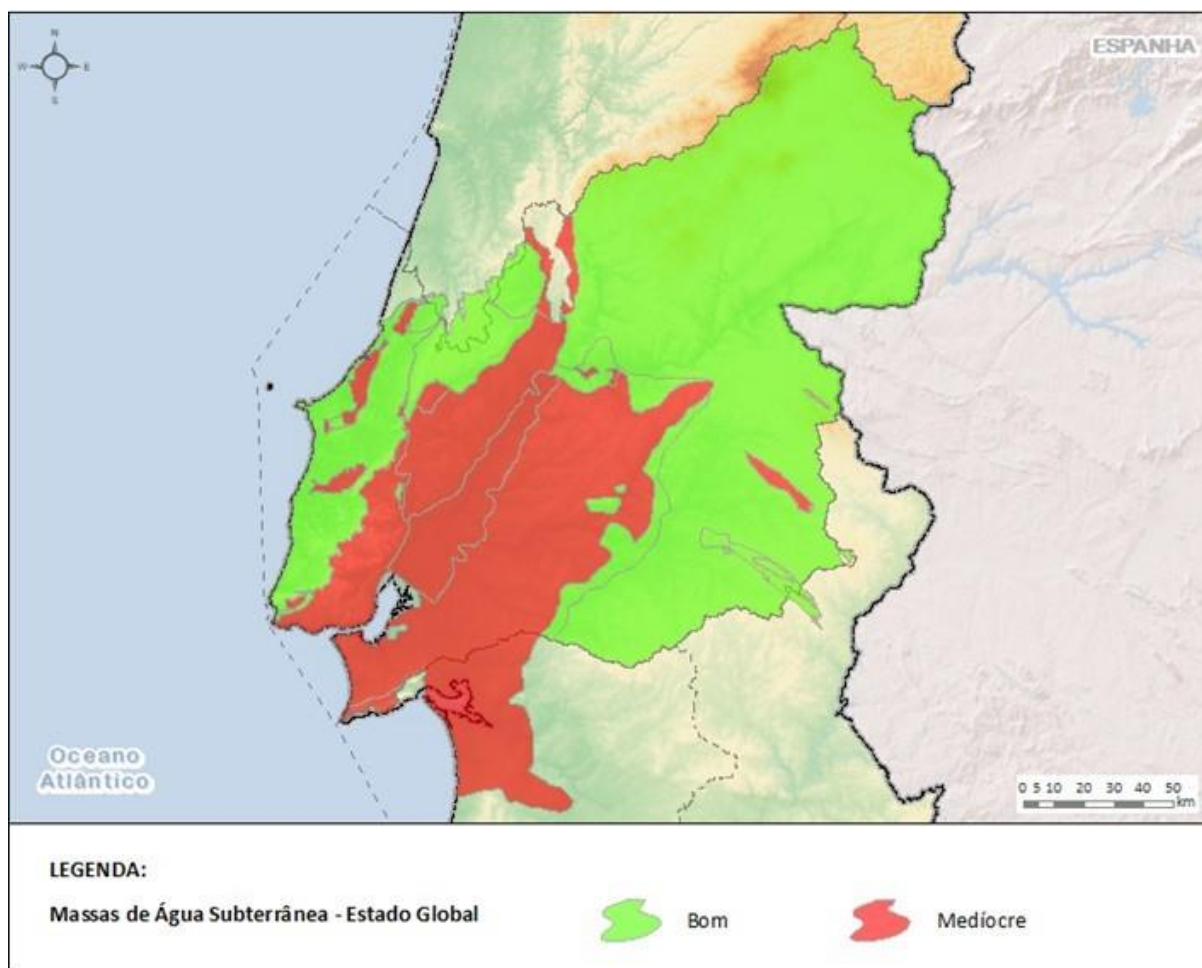 N
W E
S
ESPANHA
Oceano
Atlântico
0 5 10 20 30 40 50
km
LEGENDA:
Massas de Água Subterrânea - Estado Global
Bom
Medíocre